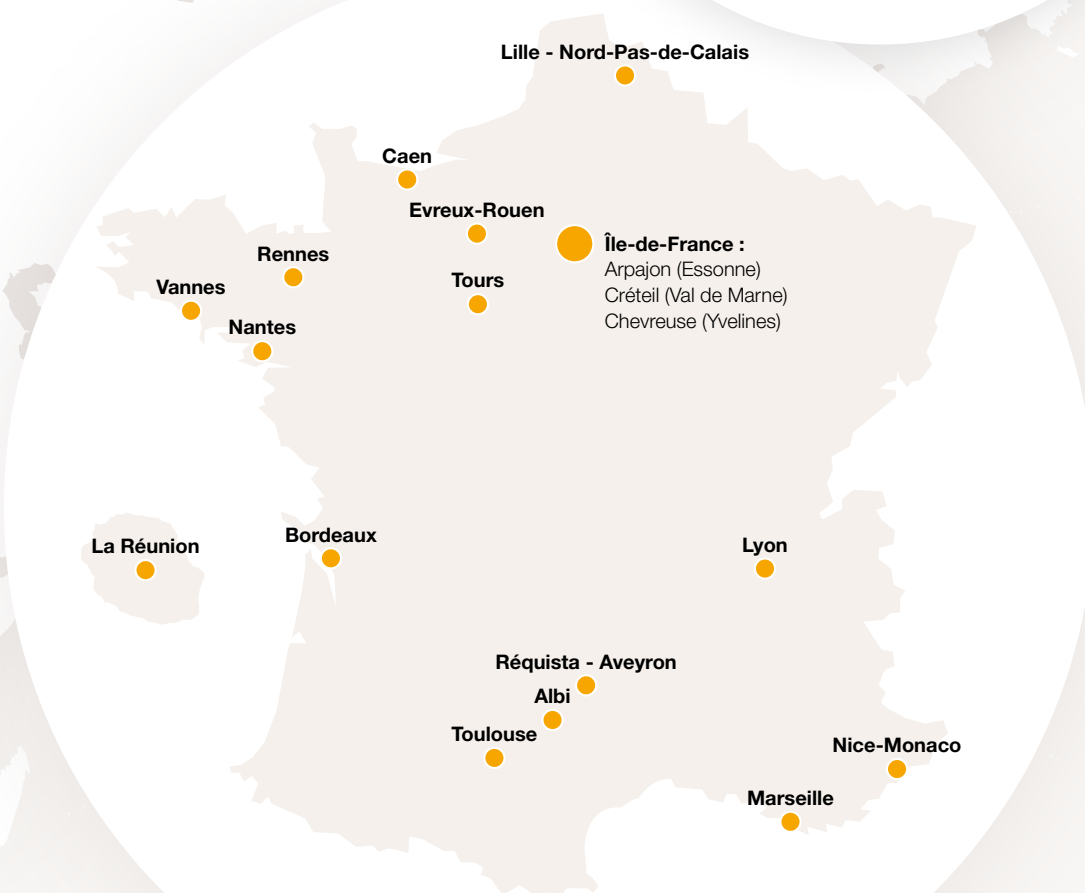 Lille - Nord-Pas-de-Calais
Caen
Evreux-Rouen
Île-de-France :
Arpajon (Essonne)
Créteil (Val de Marne)
Chevreuse (Yvelines)
Rennes
Tours
Vannes
Nantes
Bordeaux
La Réunion
Lyon
Réquista - Aveyron
Albi
Toulouse
Nice-Monaco
Marseille